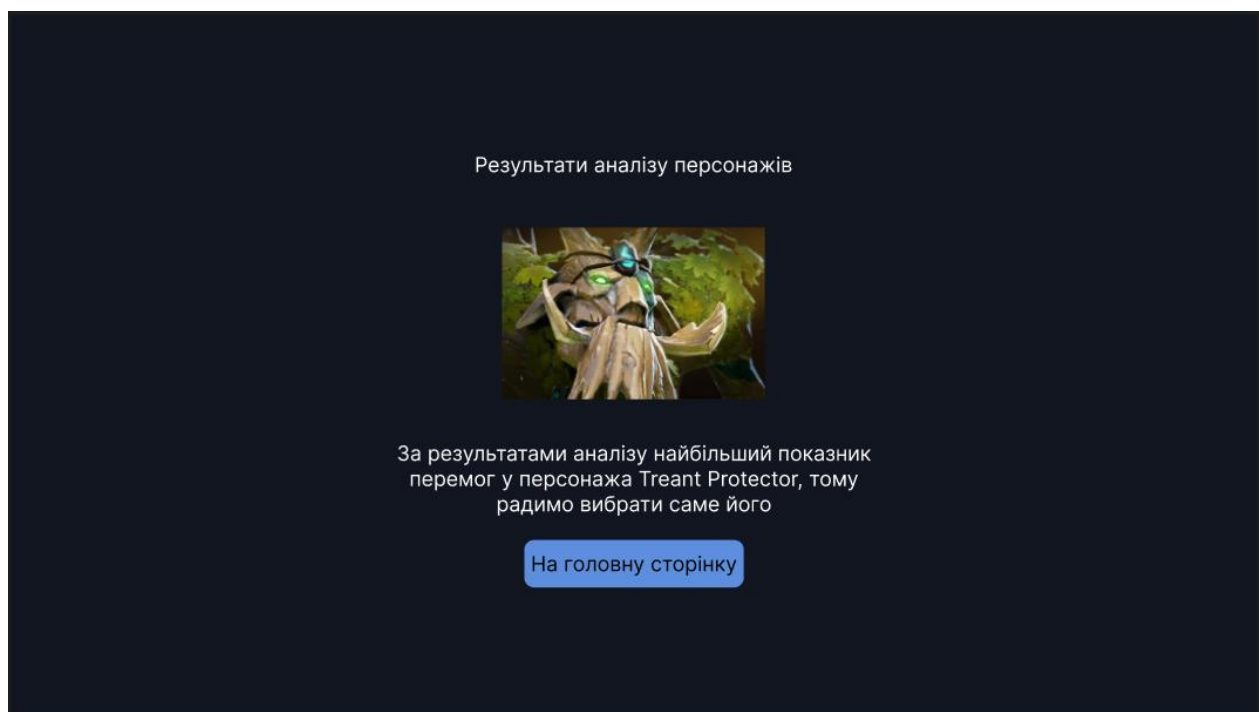 Результати аналізу персонажів
За результатами аналізу найбільший показник
перемог у персонажа Treant Protector, тому
радимо вибрати саме його
На головну сторінку